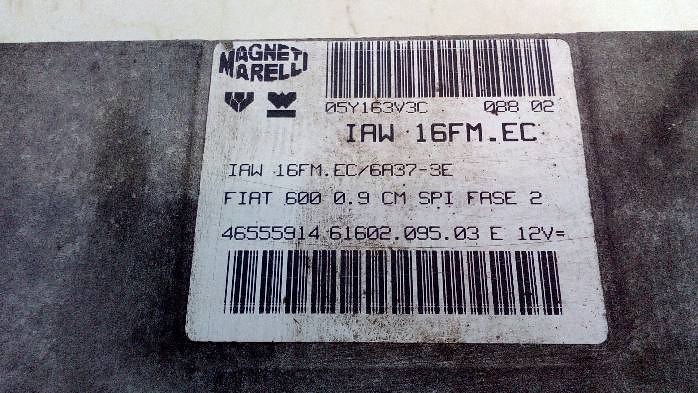 MAGNETI
MARELLI
05Y163V3C 088 02
IAW 16FM.EC
IAW 16FM.EC/6A37-3E
FIAT 600 0.9 CM SPI FASE 2
46555914 61602.095.03 E 12V=